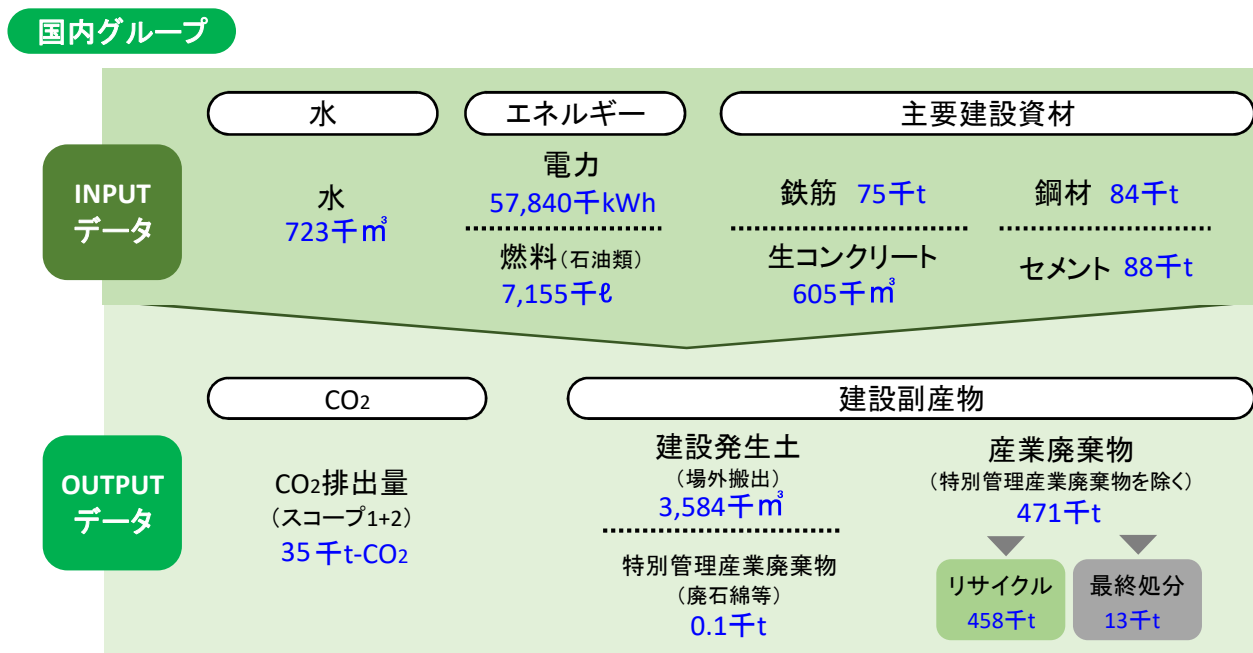 国内グループ
水
エネルギー
主要建設資材
INPUT
データ
水
723千㎥
電力
57,840千kWh
燃料（石油類）
7,155千ℓ
鉄筋 75千t
鋼材 84千t
生コンクリート
605千㎥
セメント 88千t
CO2
建設副産物
OUTPUT
データ
CO2排出量
（スコープ1+2）
35千t-CO2
建設発生土
（場外搬出）
3,584千㎥
特別管理産業廃棄物
（廃石綿等）
0.1千t
産業廃棄物
（特別管理産業廃棄物を除く）
471千t
リサイクル
458千t
最終処分
13千t